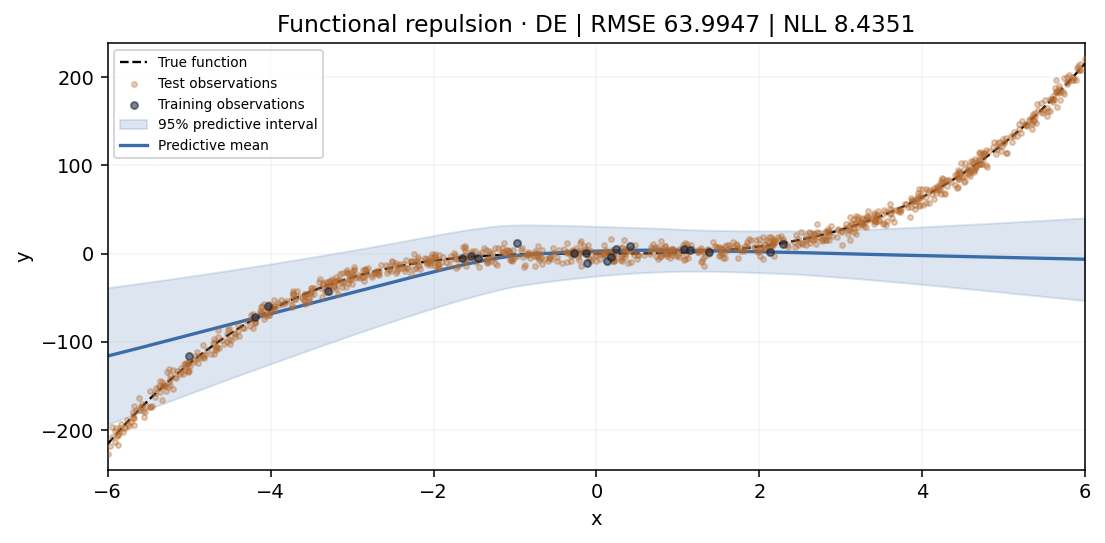 Functional repulsion · DE | RMSE 63.9947 | NLL 8.4351
True function
Test observations
Training observations
95% predictive interval
Predictive mean
y
200
100
0
−100
−200
−6
−4
−2
0
2
4
6
x